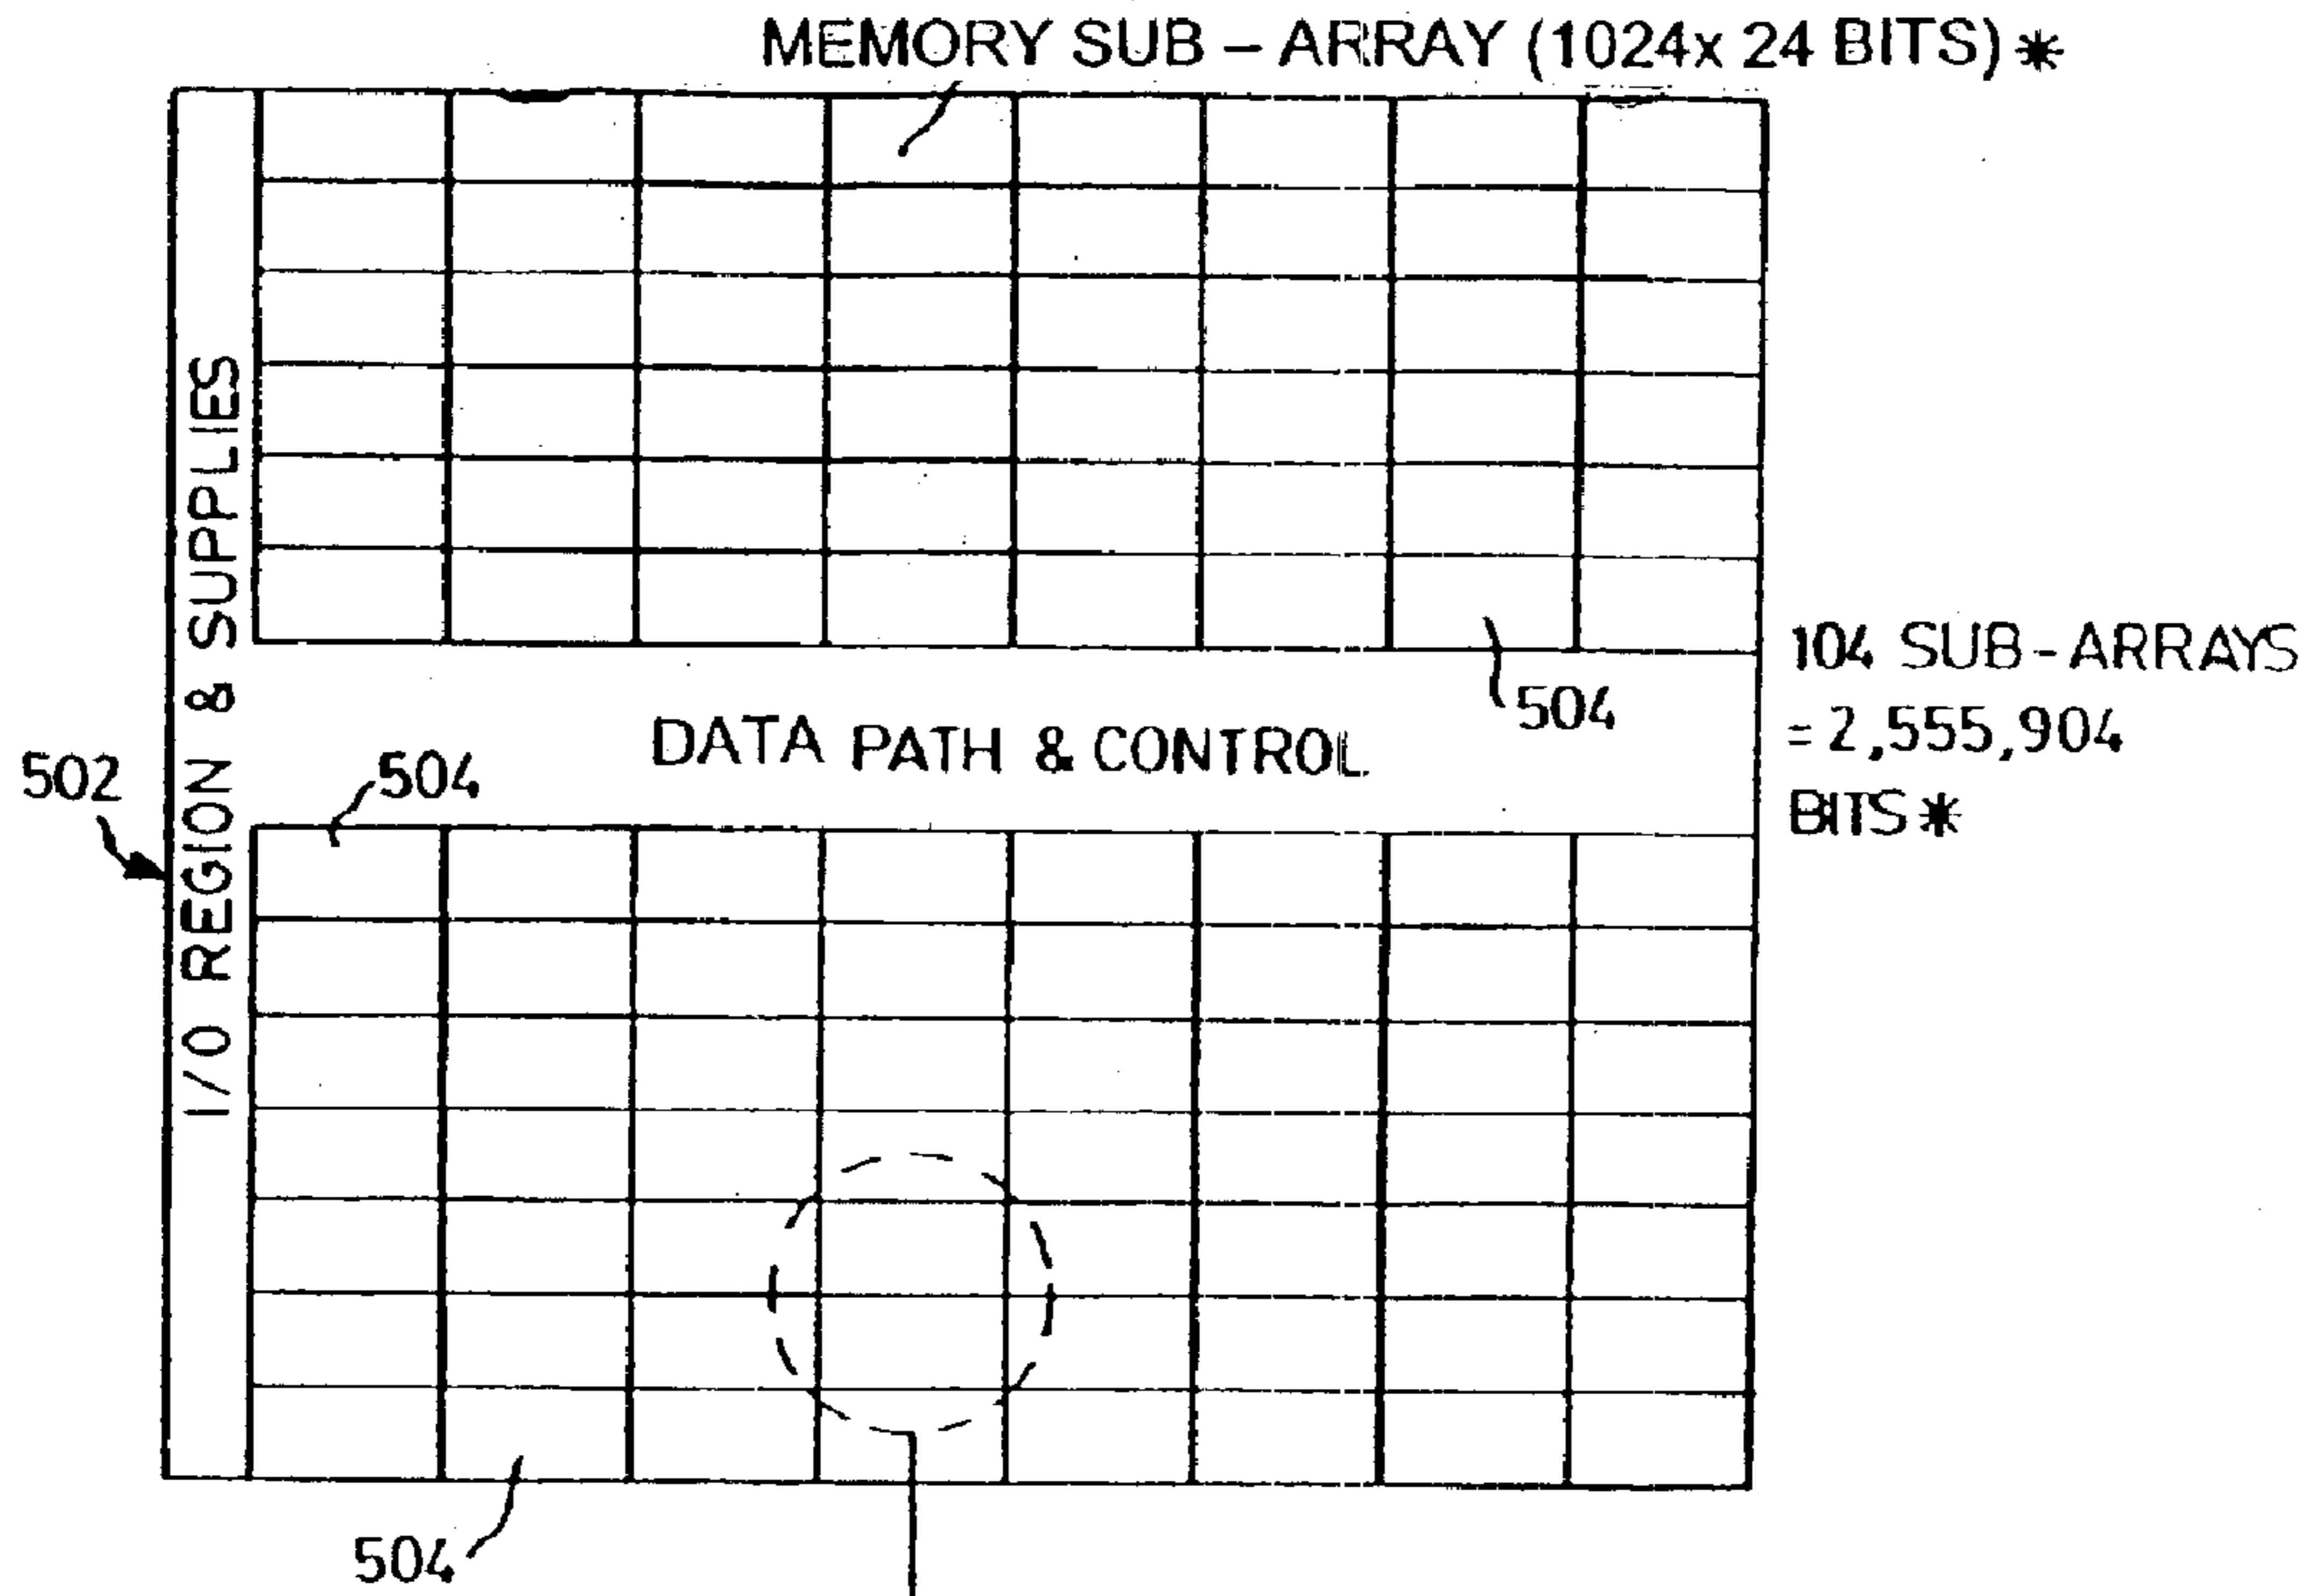 MEMORY SUB – ARRAY (1024x 24 BITS) *
I/O REGION & SUPPLIES
104 SUB-ARRAYS
= 2,555,904
BITS *
504
DATA PATH & CONTROL
502
504
504